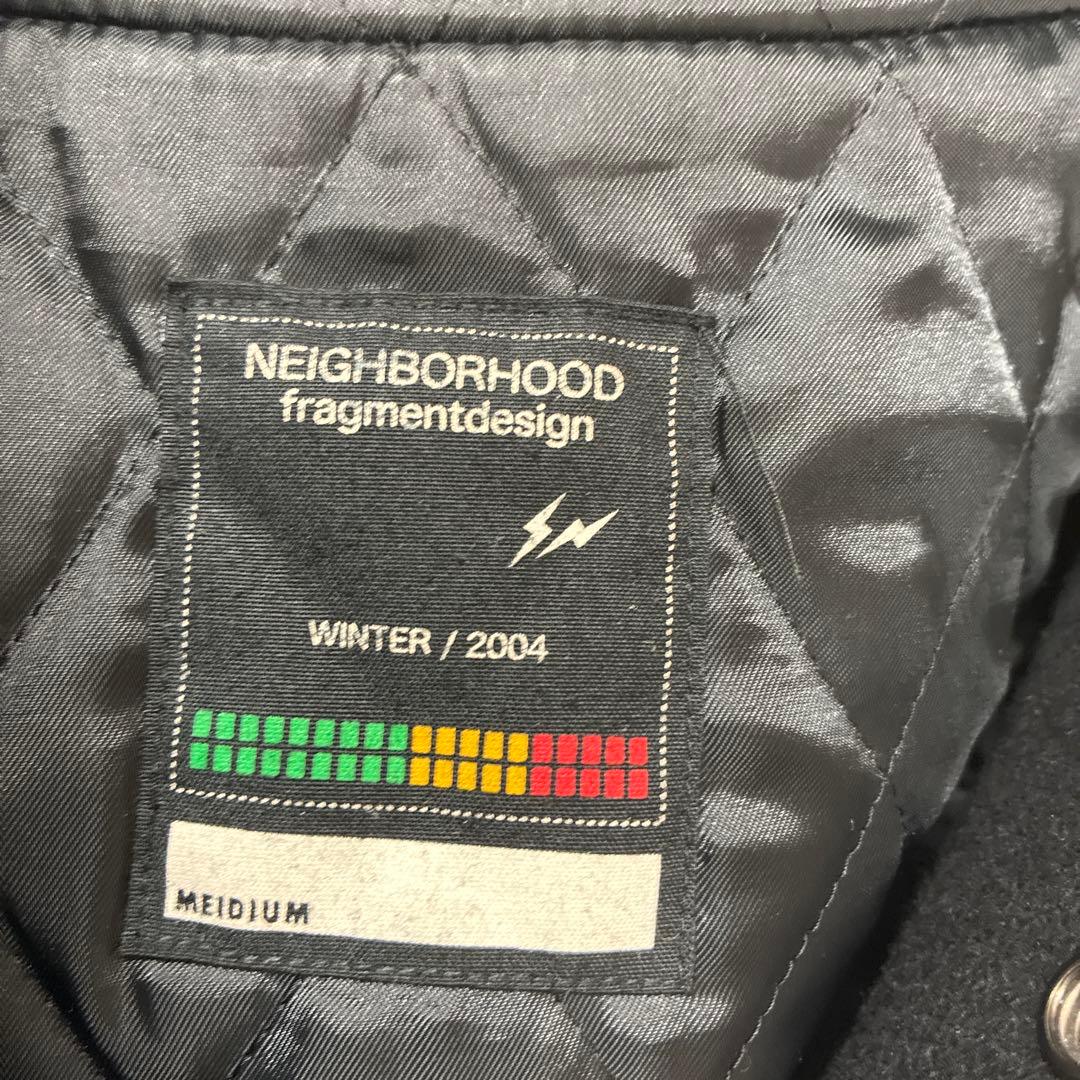 NEIGHBORHOOD
fragmentdesign
WINTER / 2004
MEIDIUM